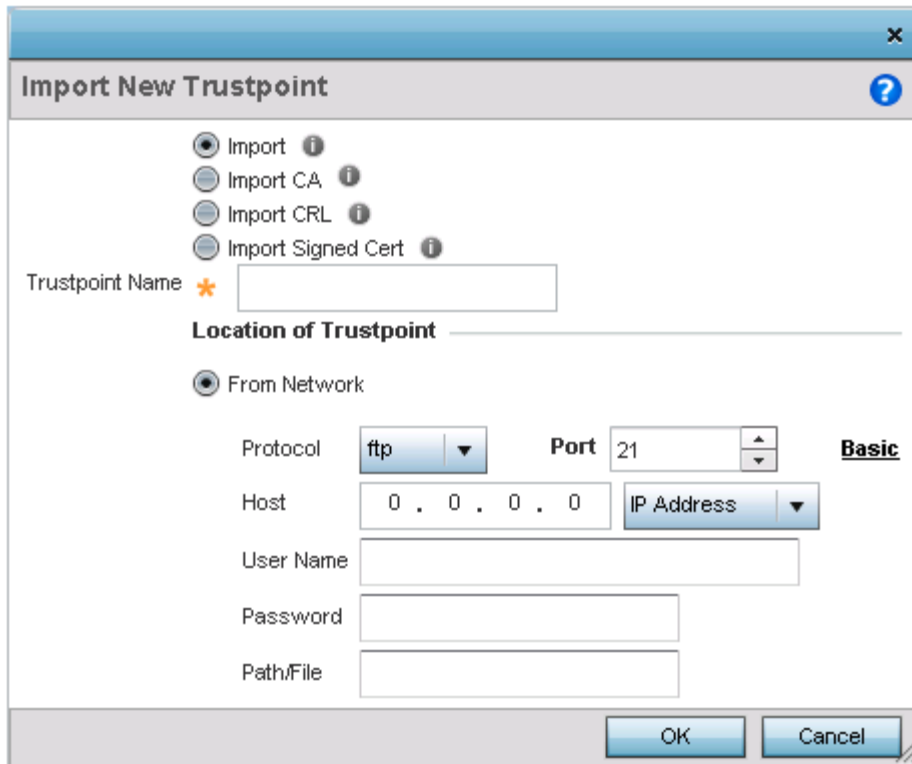 Import New Trustpoint
Import
Import CA
Import CRL
Import Signed Cert
Trustpoint Name *
Location of Trustpoint
From Network
Protocol ftp Port 21 Basic
Host 0 . 0 . 0 . 0 IP Address
User Name
Password
Path/File
OK Cancel